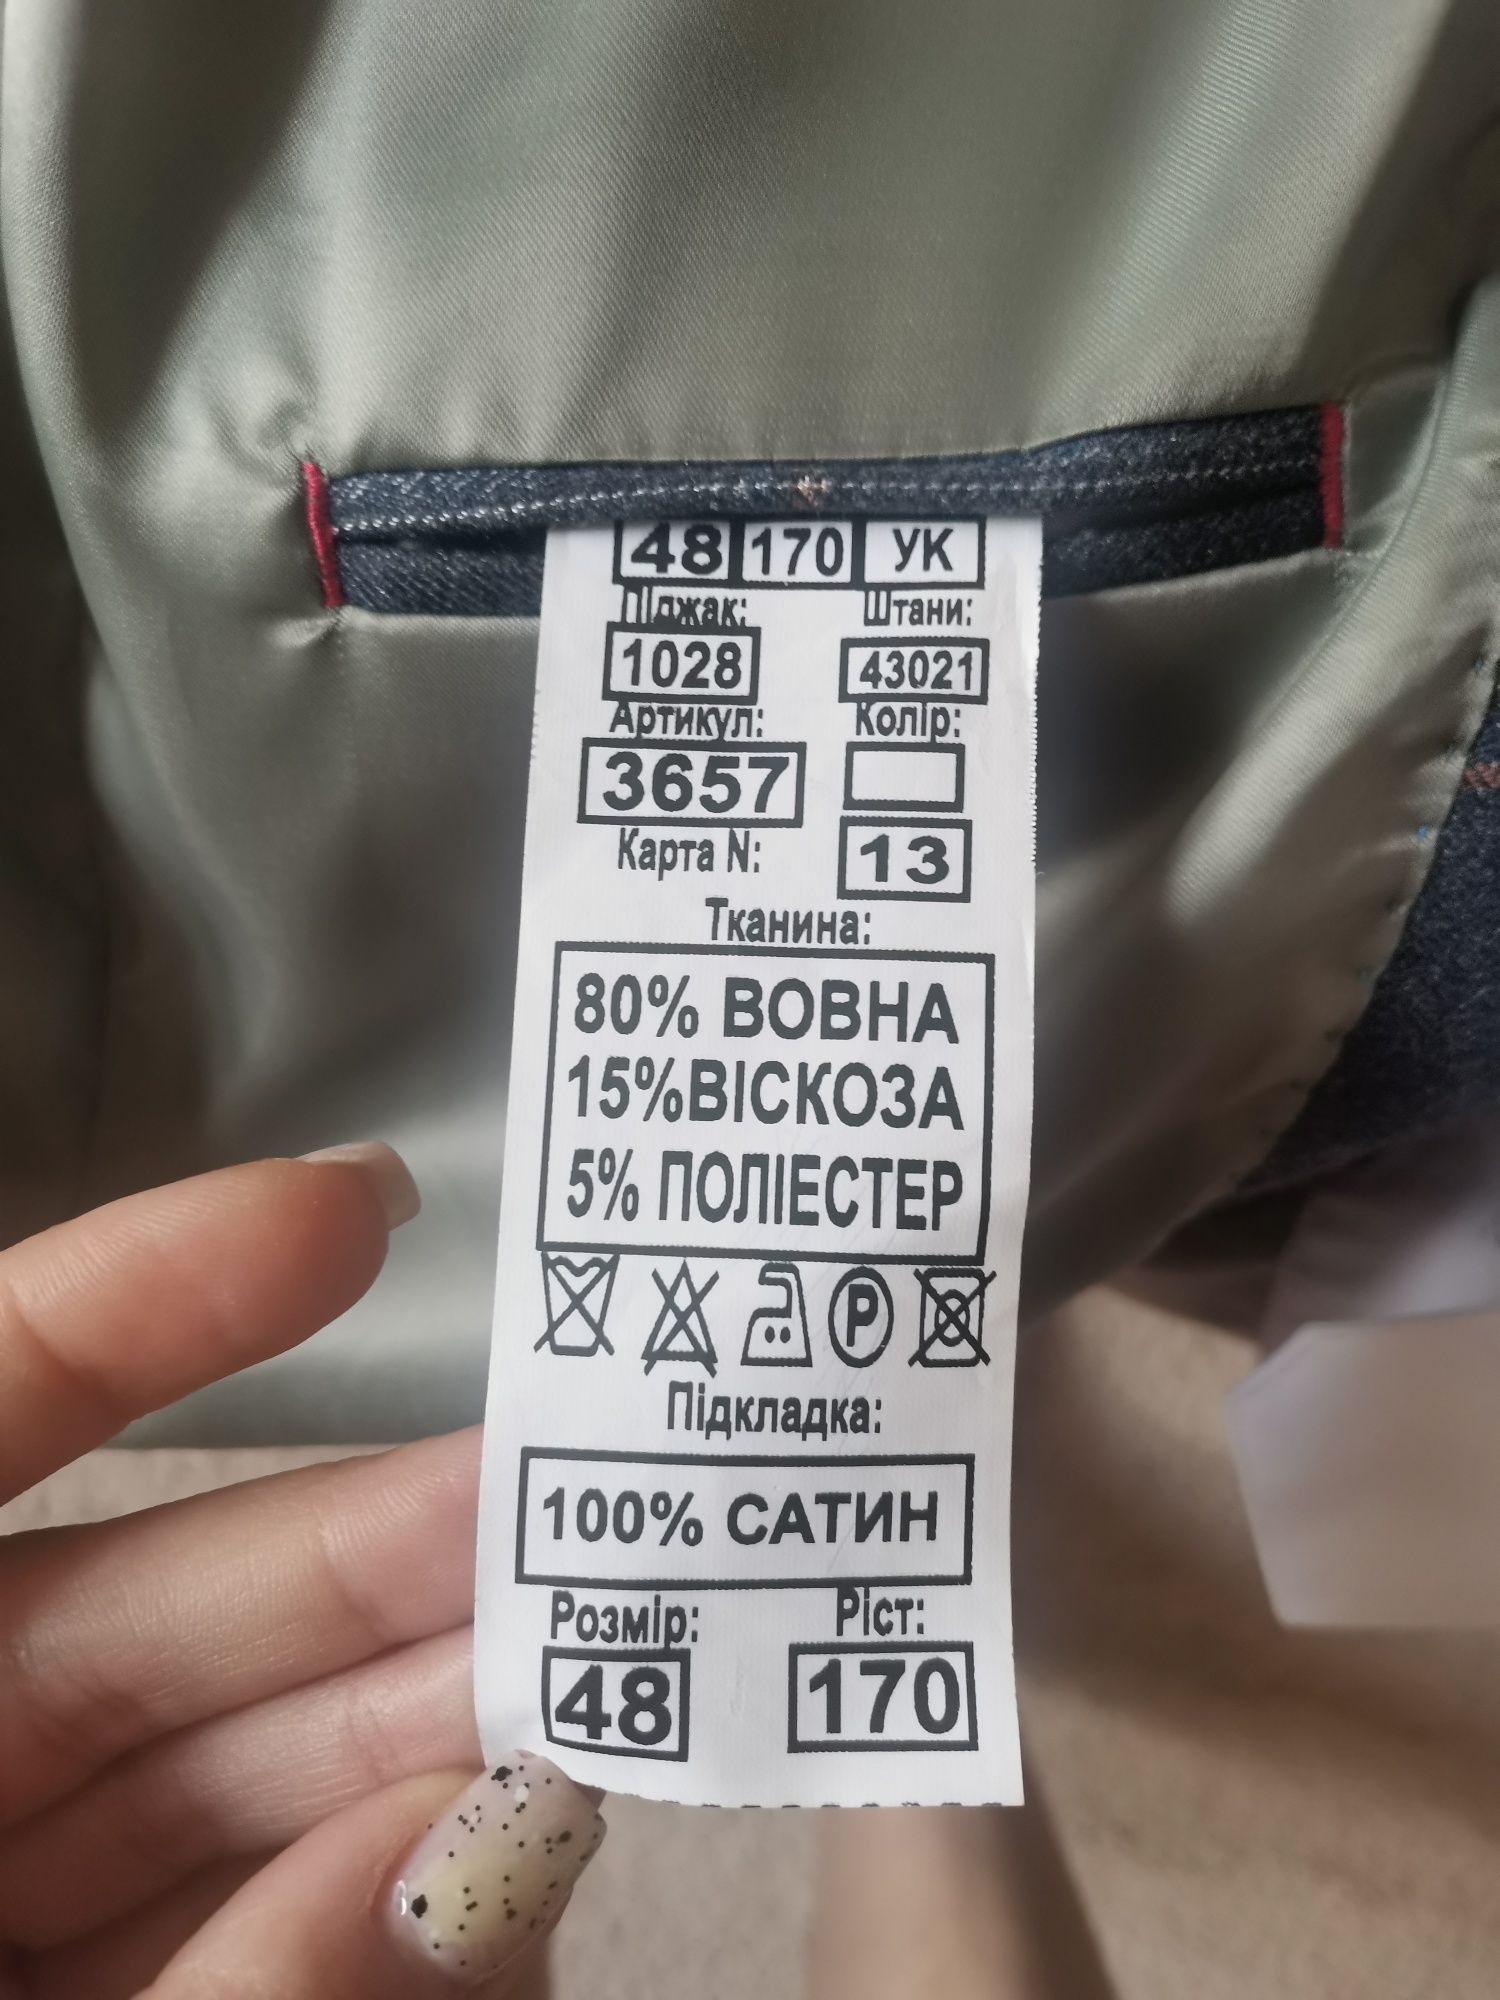 48 170 УК
Піджак: Штани:
1028 43021
Артикул: Колір:
3657
Карта N: 13
Тканина:
80% ВОВНА
15%ВІСКОЗА
5% ПОЛІЕСТЕР
P
Підкладка:
100% САТИН
Розмір: Ріст:
48 170